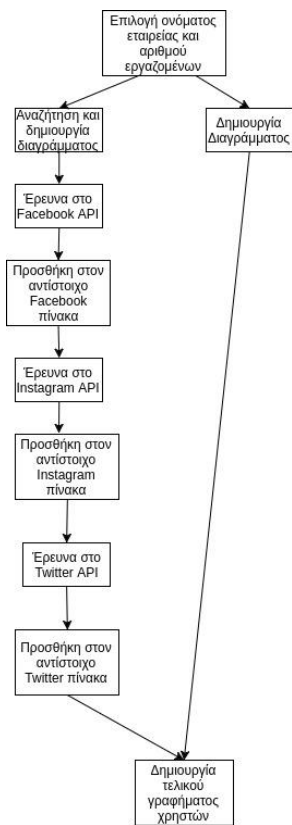 Επιλογή ονόματος
εταιρείας και
αριθμού
εργαζομένων
Αναζήτηση και
δημιουργία
διαγράμματος
Δημιουργία
Διαγράμματος
Έρευνα στο
Facebook API
Προσθήκη στον
αντίστοιχο
Facebook
πίνακα
Έρευνα στο
Instagram API
Προσθήκη στον
αντίστοιχο
Instagram
πίνακα
Έρευνα στο
Twitter API
Προσθήκη στον
αντίστοιχο
Twitter πίνακα
Δημιουργία
τελικού
γραφήματος
χρηστών